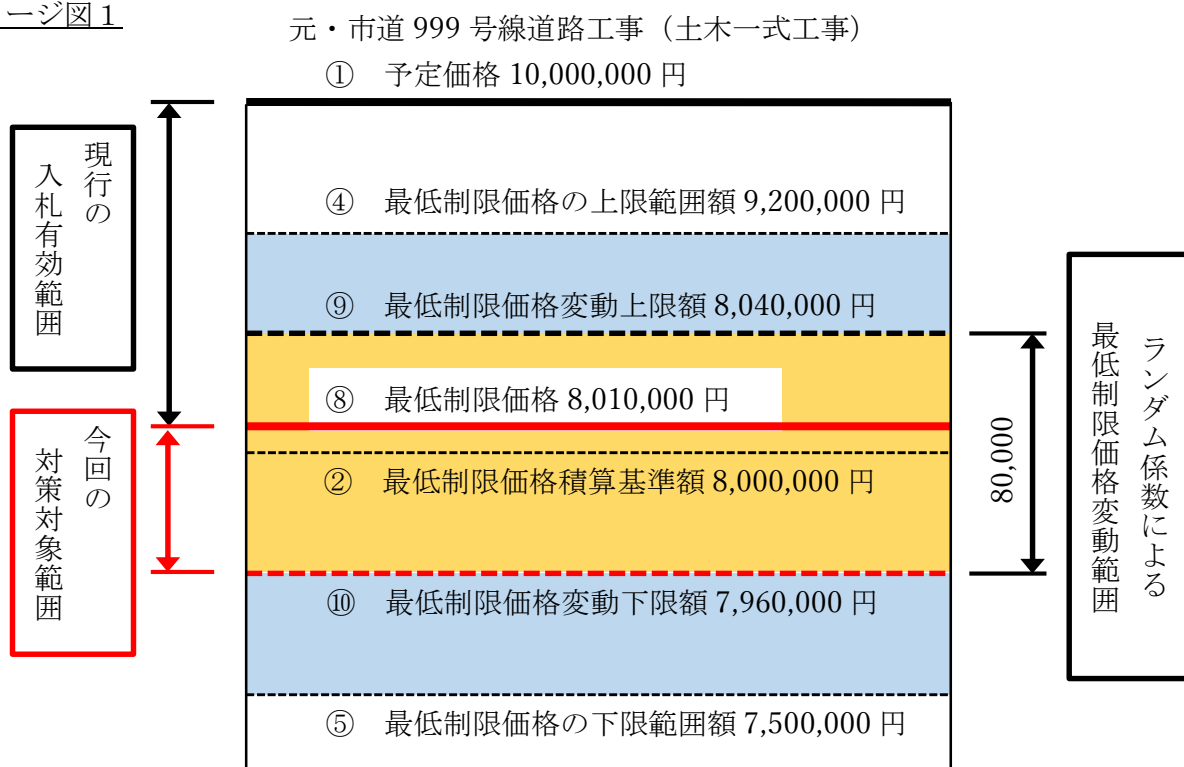 ージ図１
元・市道 999 号線道路工事（土木一式工事）
① 予定価格 10,000,000 円
現行の
入札有効範囲
④ 最低制限価格の上限範囲額 9,200,000 円
⑨ 最低制限価格変動上限額 8,040,000 円
⑧ 最低制限価格 8,010,000 円
今回の
対策対象範囲
② 最低制限価格積算基準額 8,000,000 円
⑩ 最低制限価格変動下限額 7,960,000 円
⑤ 最低制限価格の下限範囲額 7,500,000 円
80,000
ランダム係数による
最低制限価格変動範囲